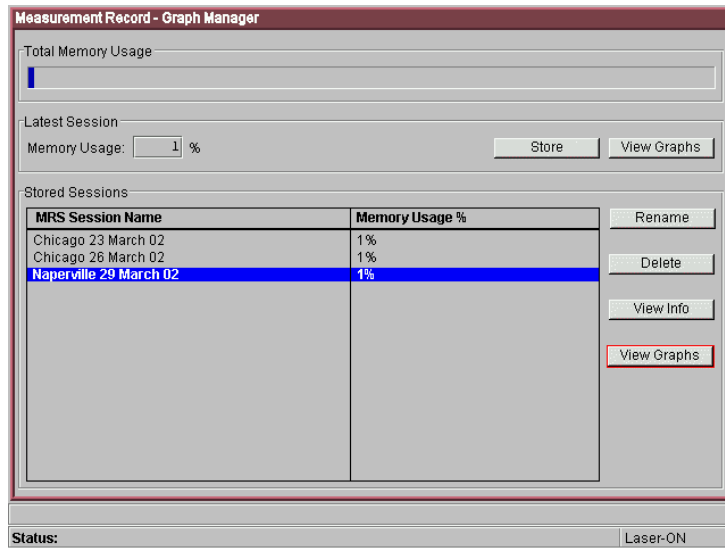 Measurement Record - Graph Manager
Total Memory Usage
Latest Session
Memory Usage: 1 % Store View Graphs
Stored Sessions
MRS Session Name Memory Usage % Rename
Chicago 23 March 02 1%
Chicago 26 March 02 1% Delete
Naperville 29 March 02 1%
View Info
View Graphs
Status: Laser-ON